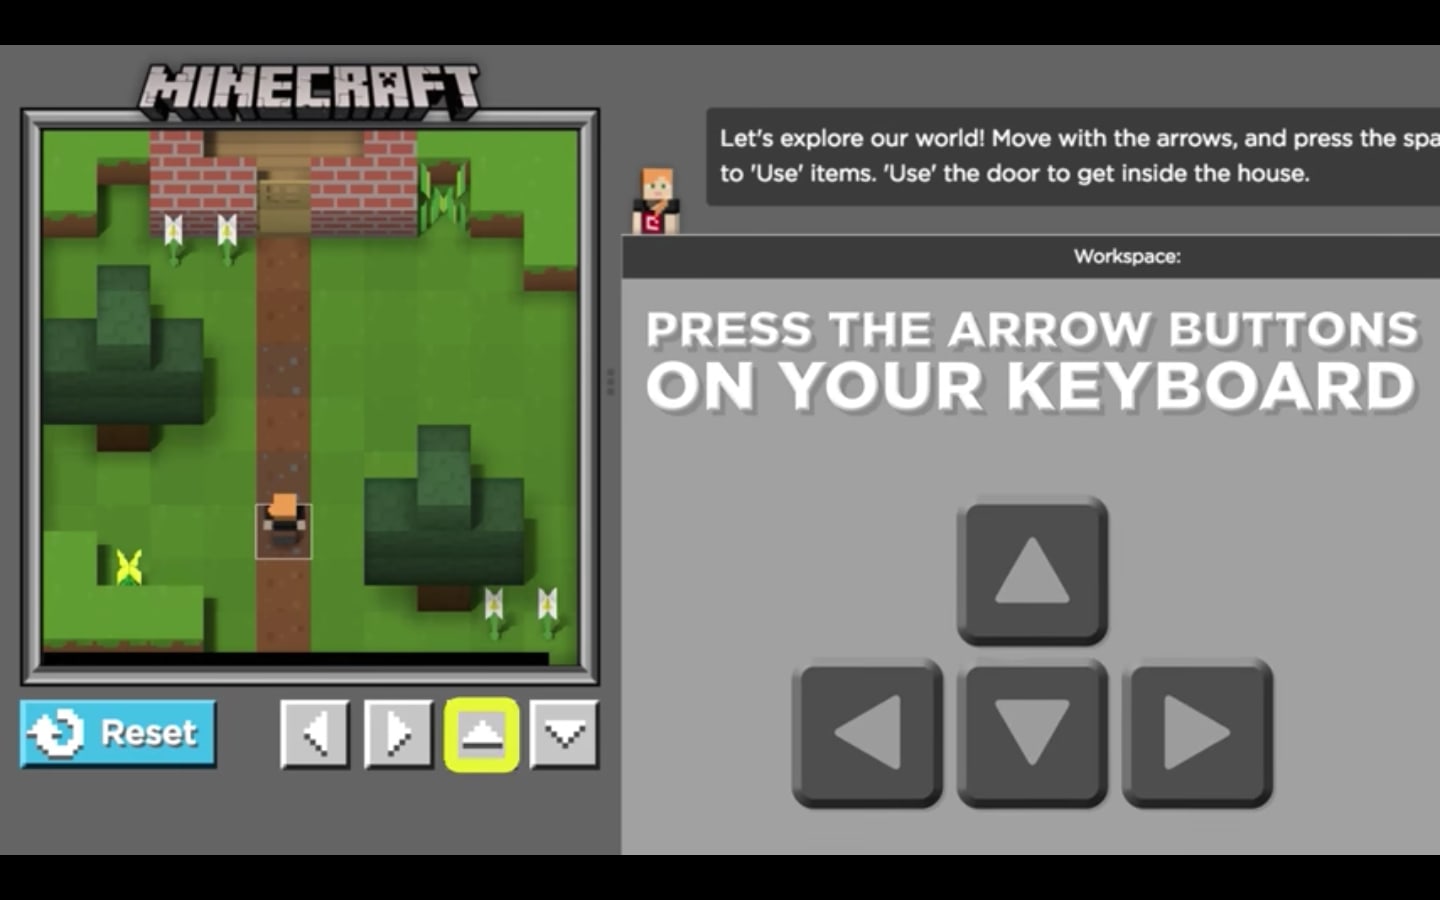 MINECRAFT
Let's explore our world! Move with the arrows, and press the
to 'Use' items. 'Use' the door to get inside the house.
Workspace:
PRESS THE ARROW BUTTONS
ON YOUR KEYBOARD
Reset